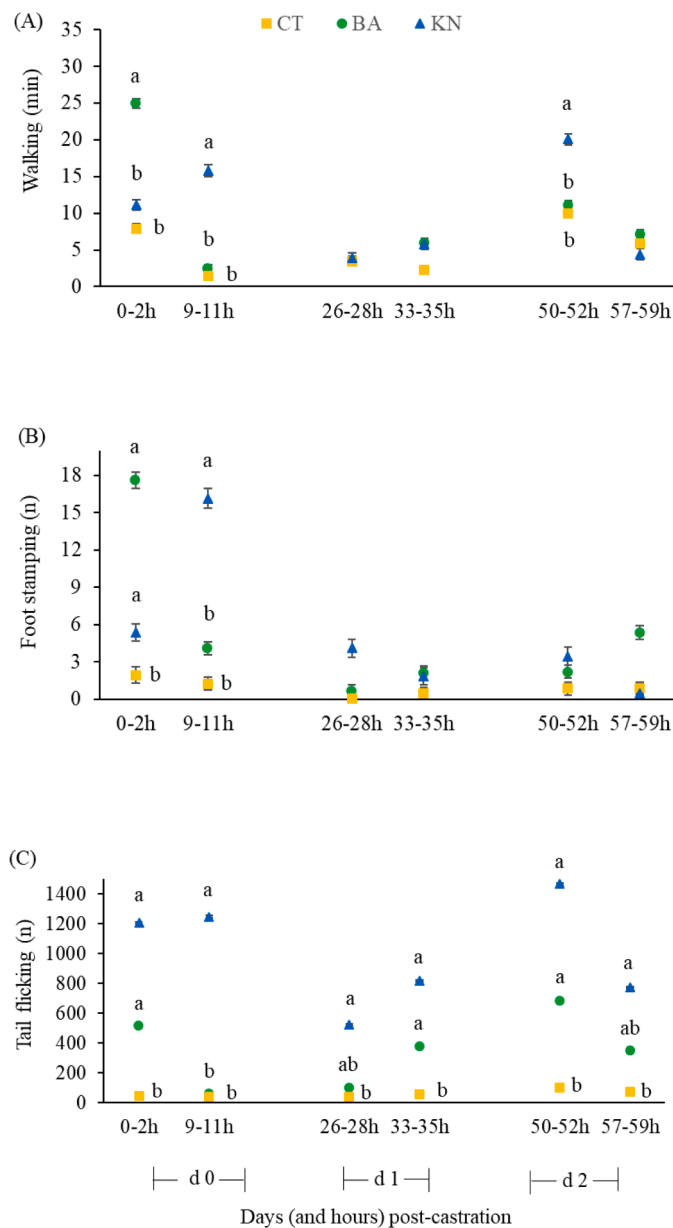 (A)
CT BA KN
Walking (min)
35
30
25
20
15
10
5
0
a
b
b
a
b
b
a
b
b
0-2h 9-11h 26-28h 33-35h 50-52h 57-59h
(B)
Foot stamping (n)
18
15
12
9
6
3
0
a
a
b
a
b
b
0-2h 9-11h 26-28h 33-35h 50-52h 57-59h
(C)
Tail flicking (n)
1400
1200
1000
800
600
400
200
0
a
a
b
a
b
b
a
ab
b
a
a
b
a
a
b
a
ab
b
0-2h 9-11h 26-28h 33-35h 50-52h 57-59h
d 0 d 1 d 2
Days (and hours) post-castration